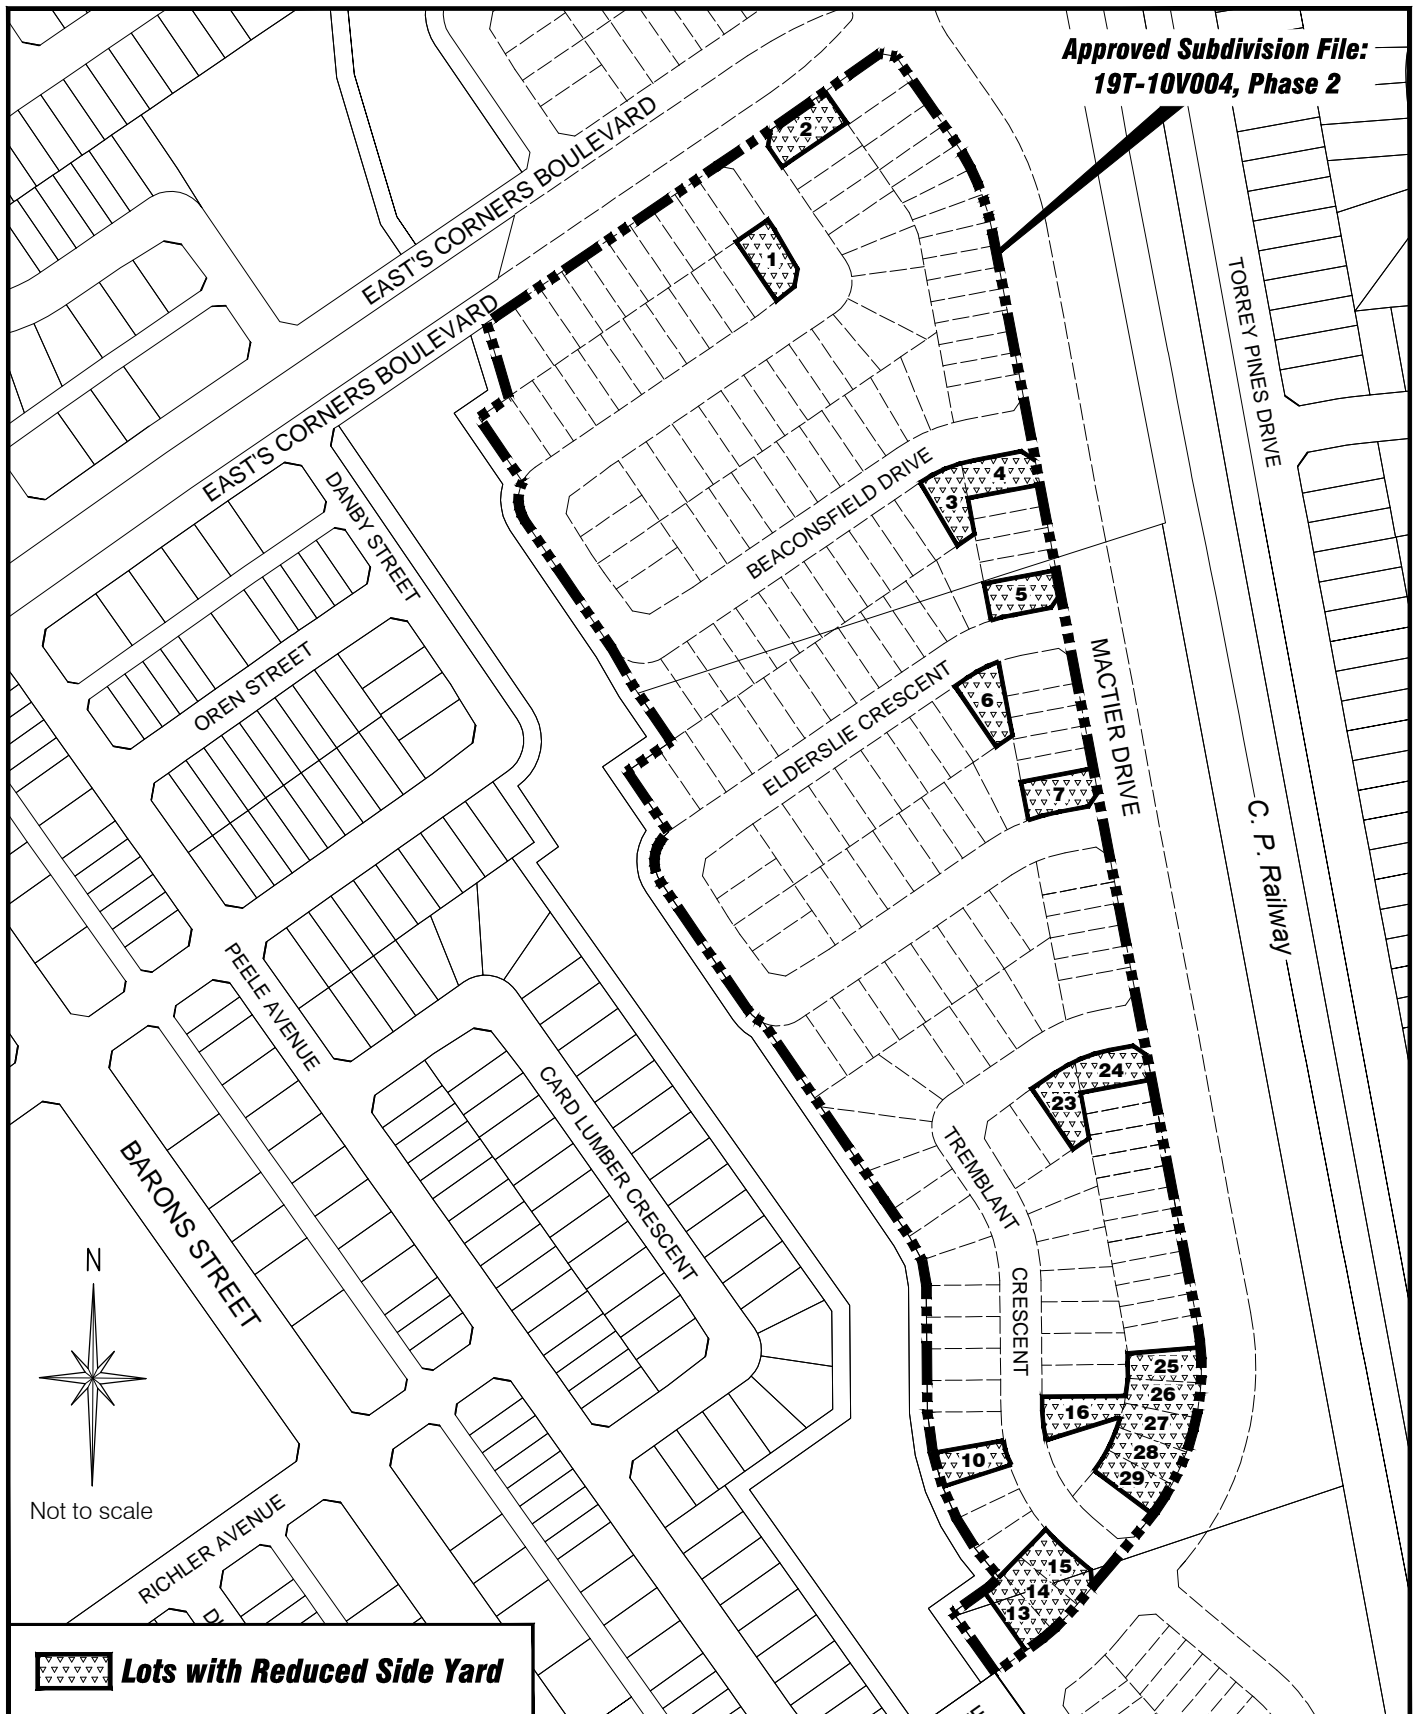 Approved Subdivision File:
19T-10V004, Phase 2
2
EAST'S CORNERS BOULEVARD
1
EAST'S CORNERS BOULEVARD
TORREY PINES DRIVE
BEACONSFIELD DRIVE
4
3
DANBY STREET
5
OREN STREET
MACTIER DRIVE
ELDERSLIE CRESCENT
6
7
C. P. Railway
PEELE AVENUE
CARD LUMBER CRESCENT
24
23
TREMBLANT
CRESCENT
BARONS STREET
N
25
26
16
27
28
29
10
Not to scale
RICHLER AVENUE
15
14
13
Lots with Reduced Side Yard